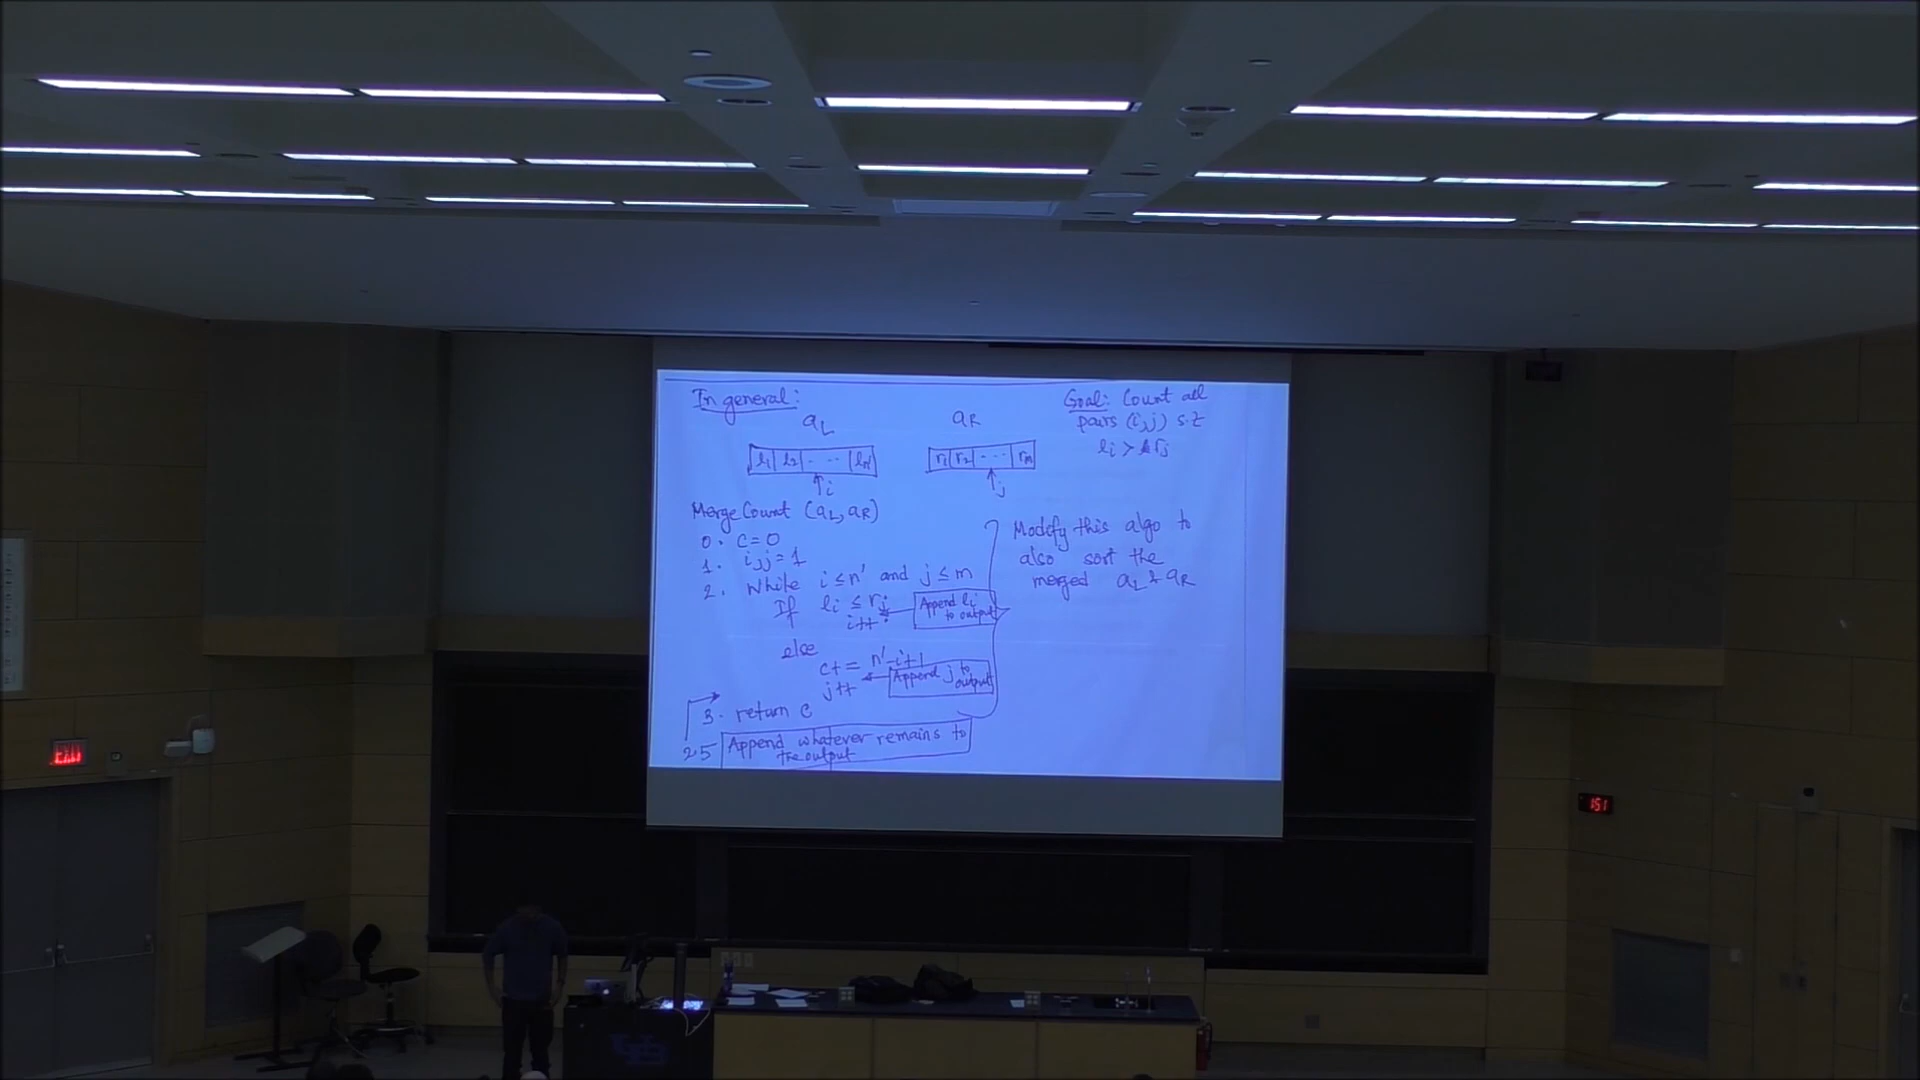 In general:
aL
aR
l1 l2 . .. ln'
r1 r2 ... rm
i
j
Goal: Count all
pairs (i,j) s.t
li > rj
MergeCount (aL, aR)
0. C=0
1. i,j=1
2. While i ≤ n' and j ≤ m
If li ≤ rj
i++
Append li
to output
else
c+ = n'-i+1
j++
Append j to
output
3. return c
2.5 Append whatever remains to
the output
Modify this algo to
also sort the
merged aL & aR
EXIT
151